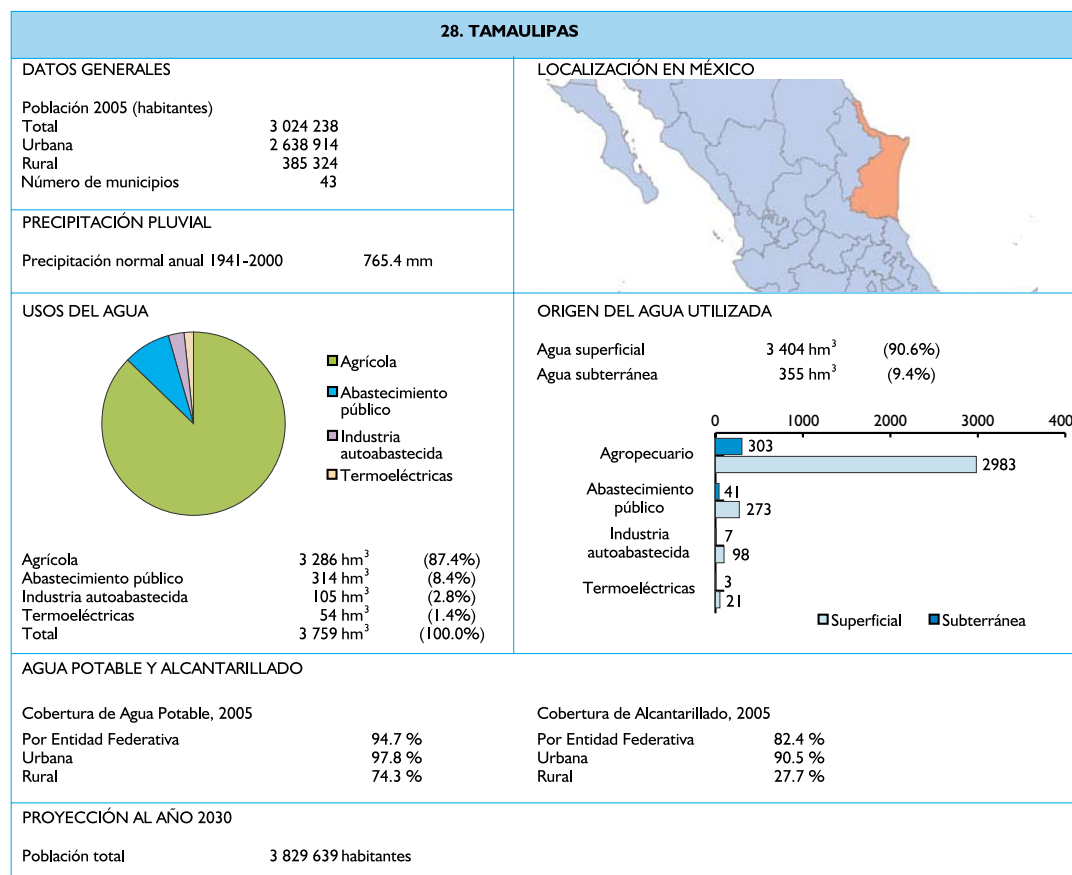 28. TAMAULIPAS
DATOS GENERALES
Población 2005 (habitantes)
Total 3 024 238
Urbana 2 638 914
Rural 385 324
Número de municipios 43
LOCALIZACIÓN EN MÉXICO
PRECIPITACIÓN PLUVIAL
Precipitación normal anual 1941-2000 765.4 mm
USOS DEL AGUA
Agrícola
Abastecimiento
público
Industria
autoabastecida
Termoeléctricas
Agrícola 3 286 hm³ (87.4%)
Abastecimiento público 314 hm³ (8.4%)
Industria autoabastecida 105 hm³ (2.8%)
Termoeléctricas 54 hm³ (1.4%)
Total 3 759 hm³ (100.0%)
ORIGEN DEL AGUA UTILIZADA
Agua superficial 3 404 hm³ (90.6%)
Agua subterránea 355 hm³ (9.4%)
0 1000 2000 3000 400
Agropecuario 303
2983
Abastecimiento 41
público 273
Industria 7
autoabastecida 98
Termoeléctricas 3
21
Superficial Subterránea
AGUA POTABLE Y ALCANTARILLADO
Cobertura de Agua Potable, 2005
Por Entidad Federativa 94.7 %
Urbana 97.8 %
Rural 74.3 %
Cobertura de Alcantarillado, 2005
Por Entidad Federativa 82.4 %
Urbana 90.5 %
Rural 27.7 %
PROYECCIÓN AL AÑO 2030
Población total 3 829 639 habitantes